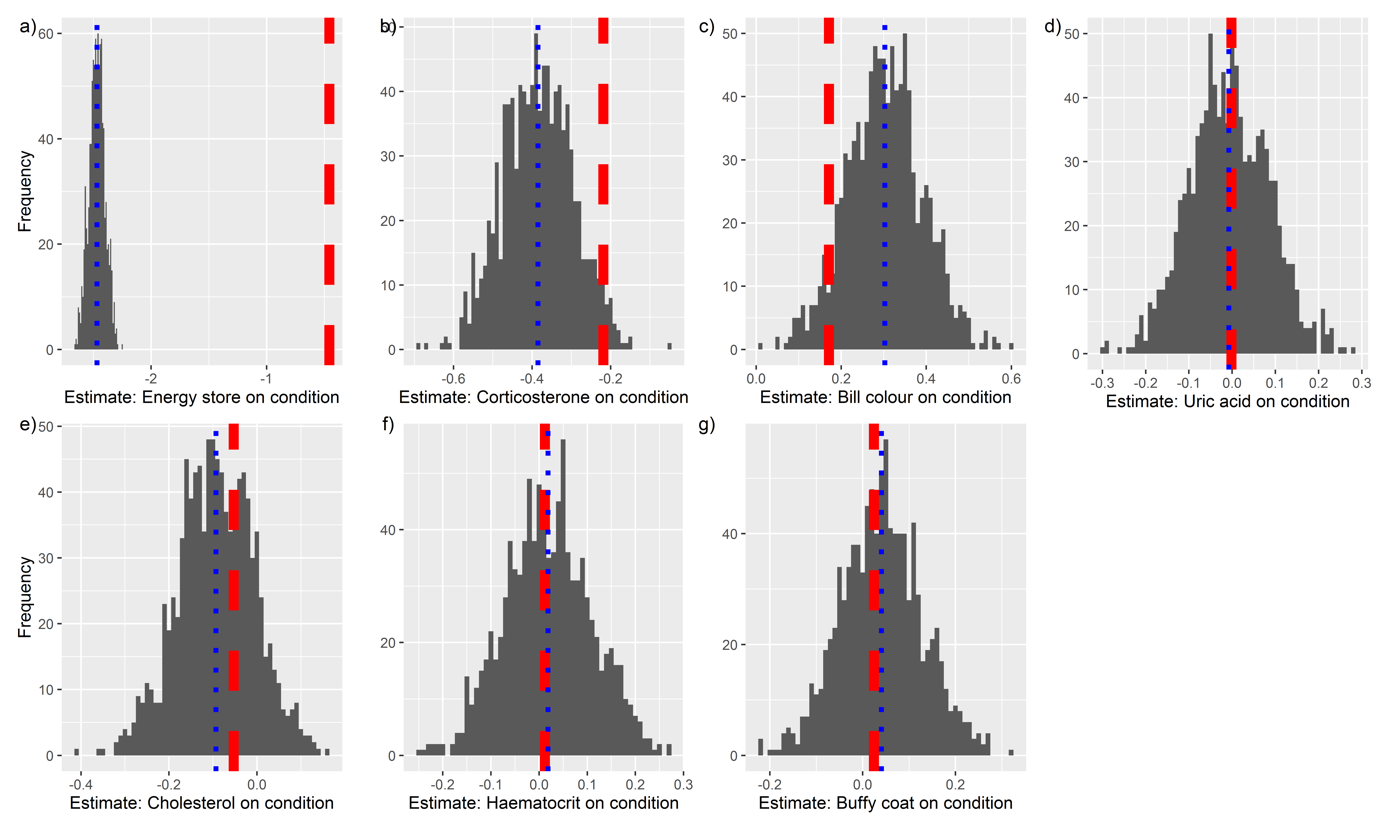 a) b) c) d)
60 50 50 50
40 40 40
40
30 30 30
Frequency
20 20 20
20
10 10 10
0 0 0 0
-2 -1 -0.6 -0.4 -0.2 0.0 0.2 0.4 0.6 -0.3 -0.2 -0.1 0.0 0.1 0.2 0.3
Estimate: Energy store on condition Estimate: Corticosterone on condition Estimate: Bill colour on condition Estimate: Uric acid on condition
e) f) g)
50
40 40 40
30
Frequency
20 20 20
10
0 0 0
-0.4 -0.2 0.0 -0.2 -0.1 0.0 0.1 0.2 0.3 -0.2 0.0 0.2
Estimate: Cholesterol on condition Estimate: Haematocrit on condition Estimate: Buffy coat on condition